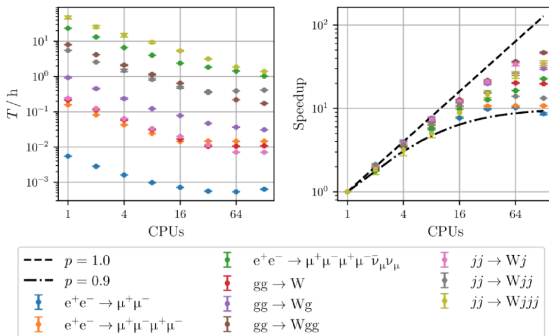 T / h
10¹
10⁰
10⁻¹
10⁻²
10⁻³
1 4 16 64
CPUs
Speedup
10²
10¹
10⁰
1 4 16 64
CPUs
p = 1.0
p = 0.9
e⁺e⁻ → μ⁺μ⁻
e⁺e⁻ → μ⁺μ⁻μ⁺μ⁻
e⁺e⁻ → μ⁺μ⁻μ⁺μ⁻ν̄_μν_μ
gg → W
gg → Wg
gg → Wgg
jj → Wj
jj → Wjj
jj → Wjjj